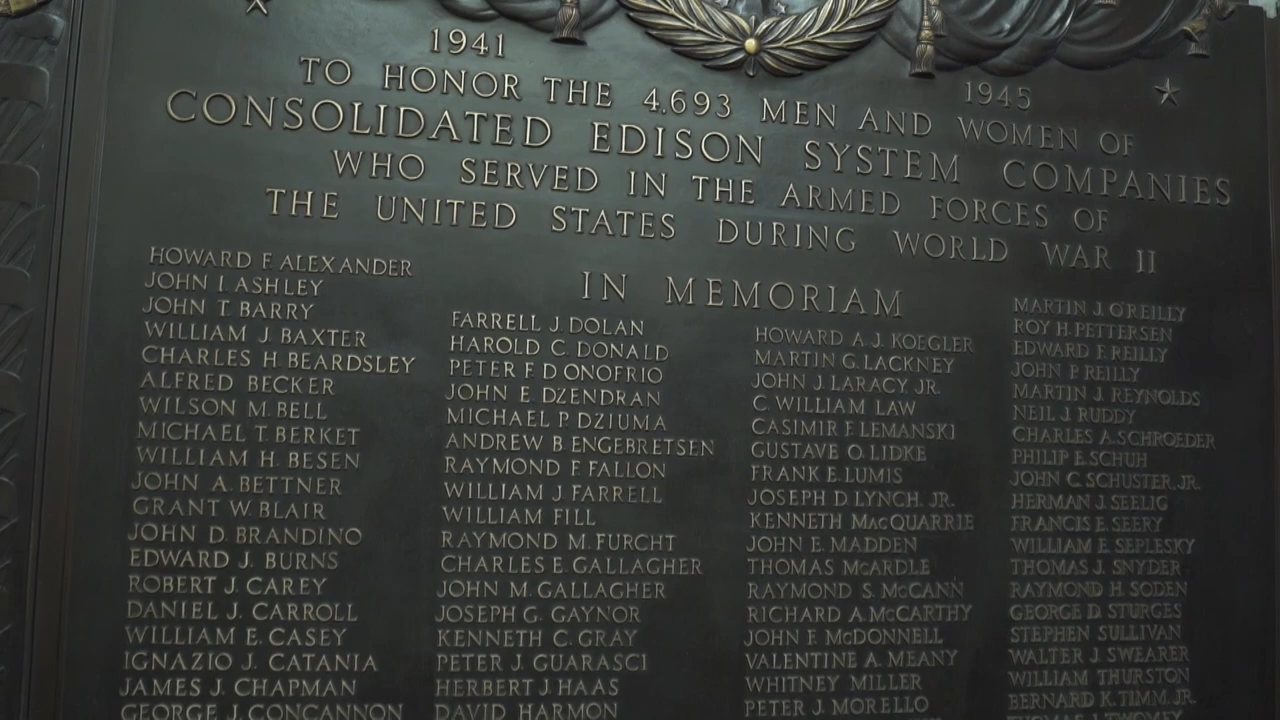 1941
1945
TO HONOR THE 4,693 MEN AND WOMEN OF
CONSOLIDATED EDISON SYSTEM COMPANIES
WHO SERVED IN THE ARMED FORCES OF
THE UNITED STATES DURING WORLD WAR II
IN MEMORIAM
HOWARD F. ALEXANDER
JOHN I. ASHLEY
JOHN T. BARRY
WILLIAM J. BAXTER
CHARLES H. BEARDSLEY
ALFRED BECKER
WILSON M. BELL
MICHAEL T. BERKET
WILLIAM H. BESEN
JOHN A. BETTNER
GRANT W. BLAIR
JOHN D. BRANDINO
EDWARD J. BURNS
ROBERT J. CAREY
DANIEL J. CARROLL
WILLIAM E. CASEY
IGNAZIO J. CATANIA
JAMES J. CHAPMAN
GEORGE J. CONCANNON
FARRELL J. DOLAN
HAROLD C. DONALD
PETER F. D ONOFRIO
JOHN E. DZENDRAN
MICHAEL P. DZIUMA
ANDREW B. ENGEBRETSEN
RAYMOND F. FALLON
WILLIAM J. FARRELL
WILLIAM FILL
RAYMOND M. FURCHT
CHARLES E. GALLAGHER
JOHN M. GALLAGHER
JOSEPH G. GAYNOR
KENNETH C. GRAY
PETER J. GUARASCI
HERBERT J. HAAS
DAVID HARMON
HOWARD A. J. KOEGLER
MARTIN G. LACKNEY
JOHN J. LARACY JR.
C. WILLIAM LAW
CASIMIR F. LEMANSKI
GUSTAVE O. LIDKE
FRANK E. LUMIS
JOSEPH D. LYNCH, JR.
KENNETH MACQUARRIE
JOHN E. MADDEN
THOMAS McARDLE
RAYMOND S. McCANN
RICHARD A. McCARTHY
JOHN F. McDONNELL
VALENTINE A. MEANY
WHITNEY MILLER
PETER J. MORELLO
MARTIN J. O'REILLY
ROY H. PETTERSEN
EDWARD F. REILLY
JOHN P. REILLY
MARTIN J. REYNOLDS
NEIL J. RUDDY
CHARLES A. SCHROEDER
PHILIP E. SCHUH
JOHN C. SCHUSTER, JR.
HERMAN J. SEELIG
FRANCIS E. SEERY
WILLIAM E. SEPLESKY
THOMAS J. SNYDER
RAYMOND H. SODEN
GEORGE D. STURGES
STEPHEN SULLIVAN
WALTER J. SWEARER
WILLIAM THURSTON
BERNARD K. TIMM, JR.